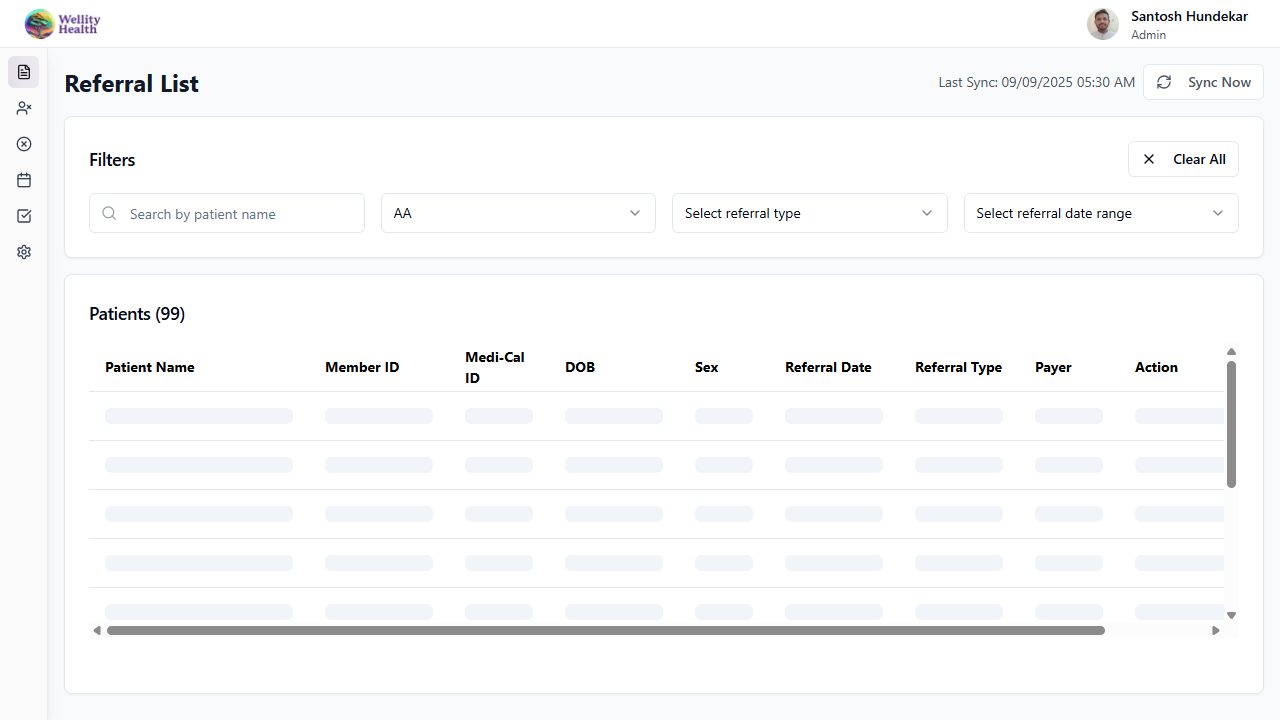 Wellity
Health
Santosh Hundekar
Admin
Referral List
Last Sync: 09/09/2025 05:30 AM
Sync Now
Filters
Clear All
Search by patient name
AA
Select referral type
Select referral date range
Patients (99)
Patient Name
Member ID
Medi-Cal
ID
DOB
Sex
Referral Date
Referral Type
Payer
Action